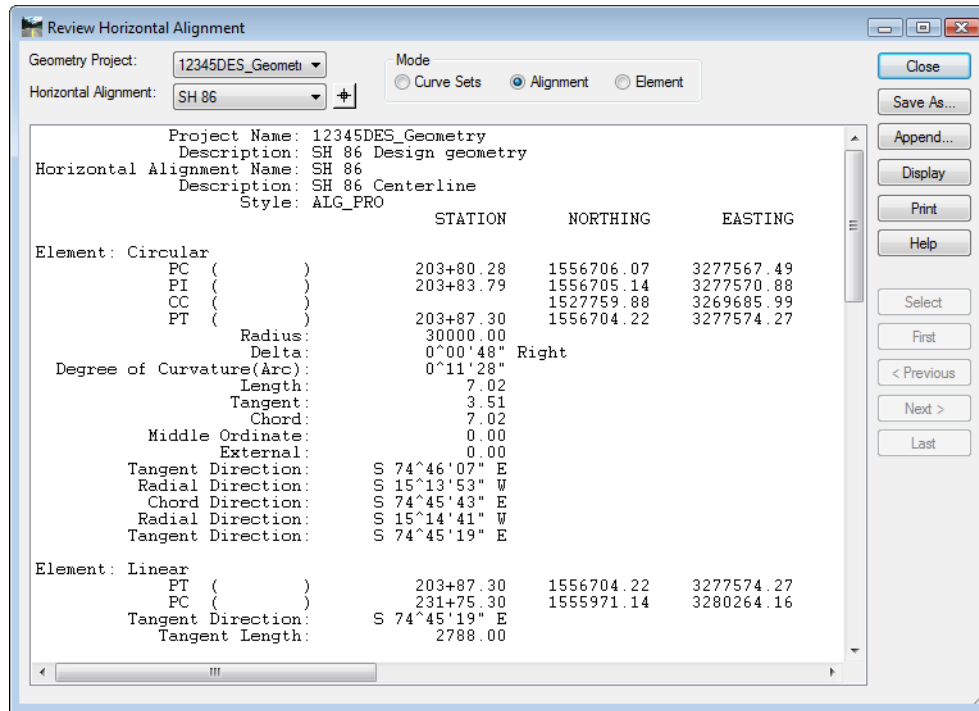 Review Horizontal Alignment
Geometry Project: 12345DES_Geometr
Mode
Curve Sets Alignment Element
Horizontal Alignment: SH 86
Close
Save As...
Append...
Display
Print
Help
Select
First
< Previous
Next >
Last
Project Name: 12345DES_Geometry
Description: SH 86 Design geometry
Horizontal Alignment Name: SH 86
Description: SH 86 Centerline
Style: ALG_PRO
STATION NORTHING EASTING
Element: Circular
PC ( ) 203+80.28 1556706.07 3277567.49
PI ( ) 203+83.79 1556705.14 3277570.88
CC ( ) 1527759.88 3269685.99
PT ( ) 203+87.30 1556704.22 3277574.27
Radius: 30000.00
Delta: 0^00'48" Right
Degree of Curvature(Arc): 0^11'28"
Length: 7.02
Tangent: 3.51
Chord: 7.02
Middle Ordinate: 0.00
External: 0.00
Tangent Direction: S 74^46'07" E
Radial Direction: S 15^13'53" W
Chord Direction: S 74^45'43" E
Radial Direction: S 15^14'41" W
Tangent Direction: S 74^45'19" E
Element: Linear
PT ( ) 203+87.30 1556704.22 3277574.27
PC ( ) 231+75.30 1555971.14 3280264.16
Tangent Direction: S 74^45'19" E
Tangent Length: 2788.00